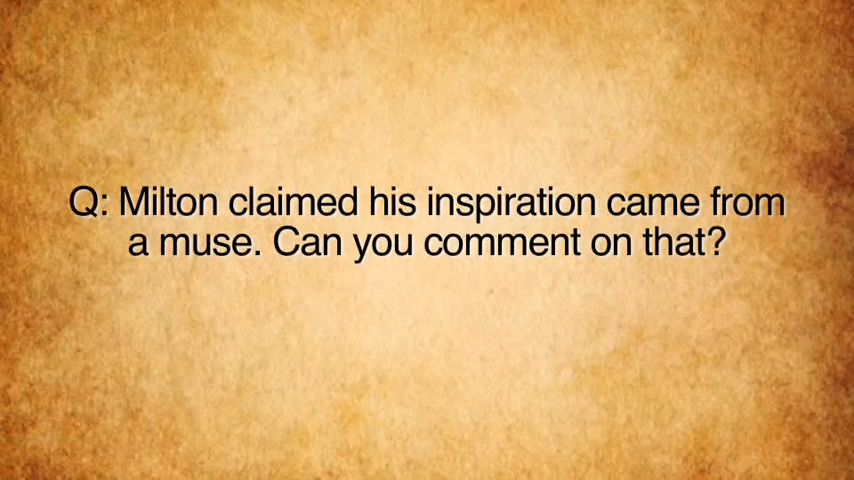 Q: Milton claimed his inspiration came from
a muse. Can you comment on that?